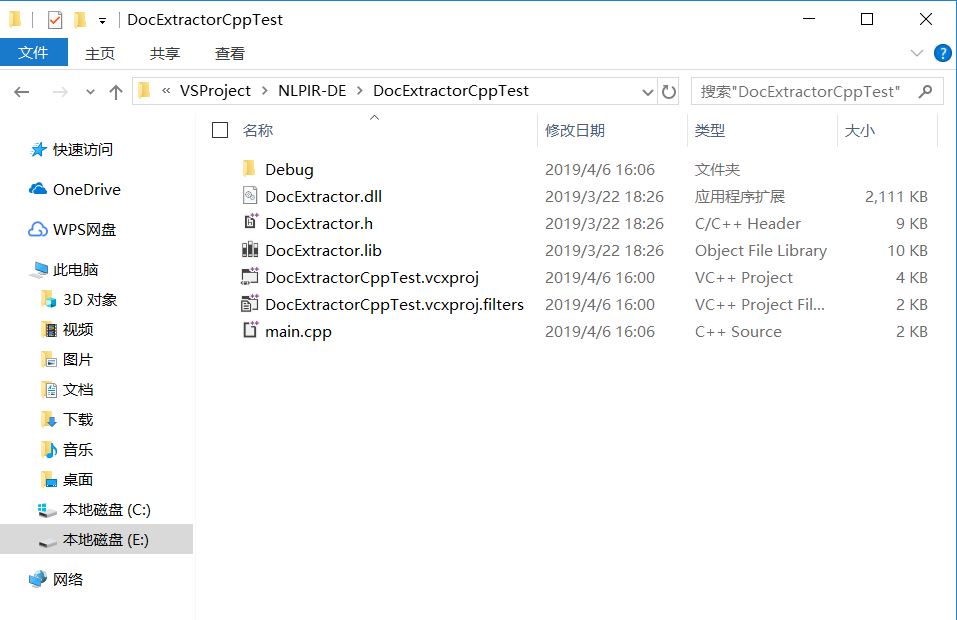 DocExtractorCppTest
文件 主页 共享 查看
« VSProject > NLPIR-DE > DocExtractorCppTest
搜索"DocExtractorCppTest"
快速访问
OneDrive
WPS网盘
此电脑
3D 对象
视频
图片
文档
下载
音乐
桌面
本地磁盘 (C:)
本地磁盘 (E:)
网络
名称 修改日期 类型 大小
Debug 2019/4/6 16:06 文件夹
DocExtractor.dll 2019/3/22 18:26 应用程序扩展 2,111 KB
DocExtractor.h 2019/3/22 18:26 C/C++ Header 9 KB
DocExtractor.lib 2019/3/22 18:26 Object File Library 10 KB
DocExtractorCppTest.vcxproj 2019/4/6 16:00 VC++ Project 4 KB
DocExtractorCppTest.vcxproj.filters 2019/4/6 16:00 VC++ Project Fil... 2 KB
main.cpp 2019/4/6 16:06 C++ Source 2 KB